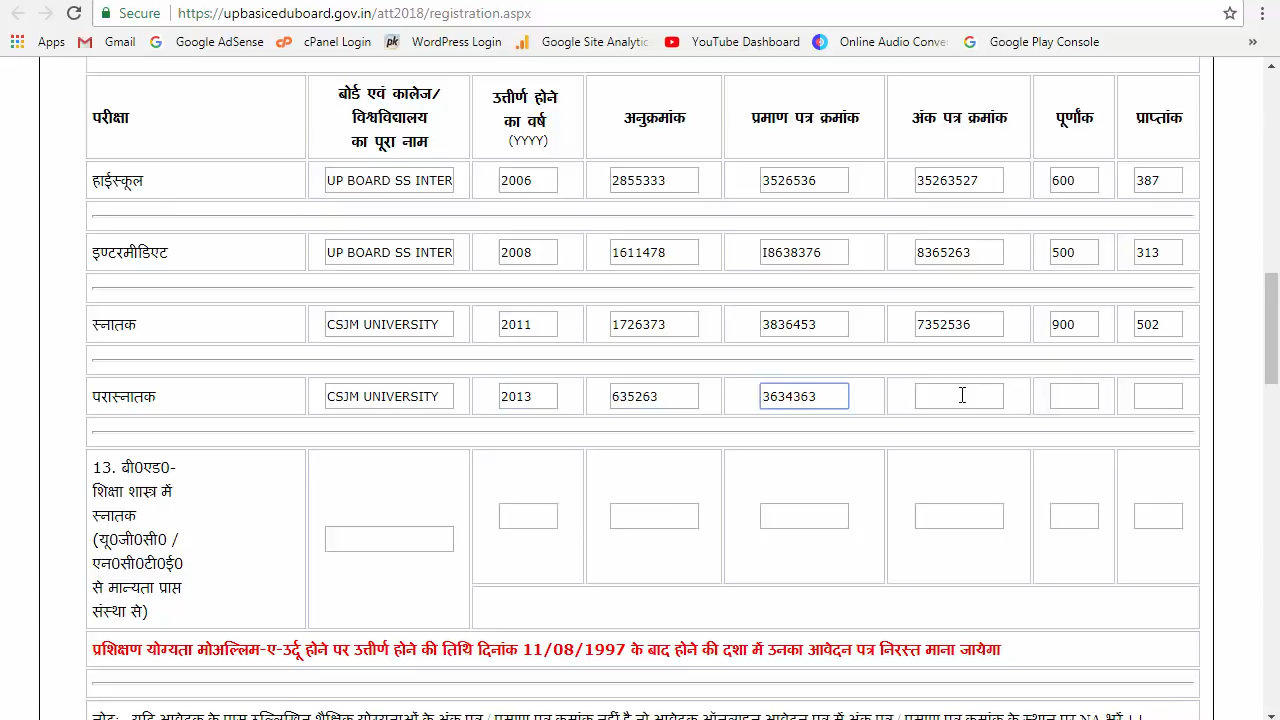 Secure https://upbasiceduboard.gov.in/att2018/registration.aspx
Apps Gmail Google AdSense cPanel Login WordPress Login Google Site Analytic YouTube Dashboard Online Audio Conve Google Play Console »
परीक्षा बोर्ड एवं कालेज/ विश्वविद्यालय का पूरा नाम उत्तीर्ण होने का वर्ष (YYYY) अनुक्रमांक प्रमाण पत्र क्रमांक अंक पत्र क्रमांक पूर्णांक प्राप्तांक
हाईस्कूल UP BOARD SS INTER 2006 2855333 3526536 35263527 600 387
इण्टरमीडिएट UP BOARD SS INTER 2008 1611478 I8638376 8365263 500 313
स्नातक CSJM UNIVERSITY 2011 1726373 3836453 7352536 900 502
परास्नातक CSJM UNIVERSITY 2013 635263 3634363
13. बी0एड0-
शिक्षा शास्त्र में
स्नातक
(यू0जी0सी0 /
एन0सी0टी0ई0
से मान्यता प्राप्त
संस्था से)
प्रशिक्षण योग्यता मोअल्लिम-ए-उर्दू होने पर उत्तीर्ण होने की तिथि दिनांक 11/08/1997 के बाद होने की दशा मैं उनका आवेदन पत्र निरस्त माना जायेगा